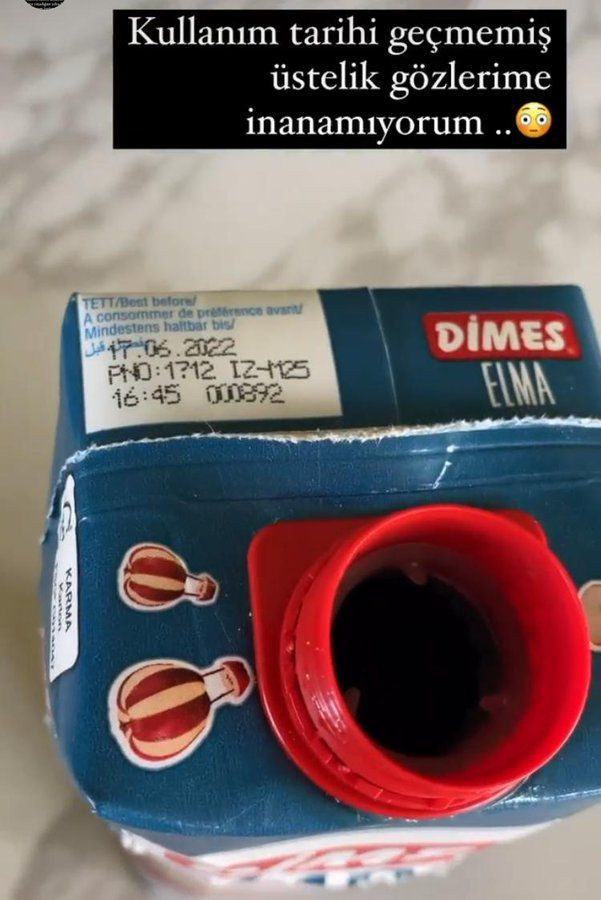 Kullanım tarihi geçmemiş
üstelik gözlerime
inanamıyorum ..😳
TETT/Best before/
A consommer de préférence avant/
Mindestens haltbar bis/
17.06.2022
PNO:1712 IZ-M25
16:45 000892
DİMES
ELMA
KARMA
Karton